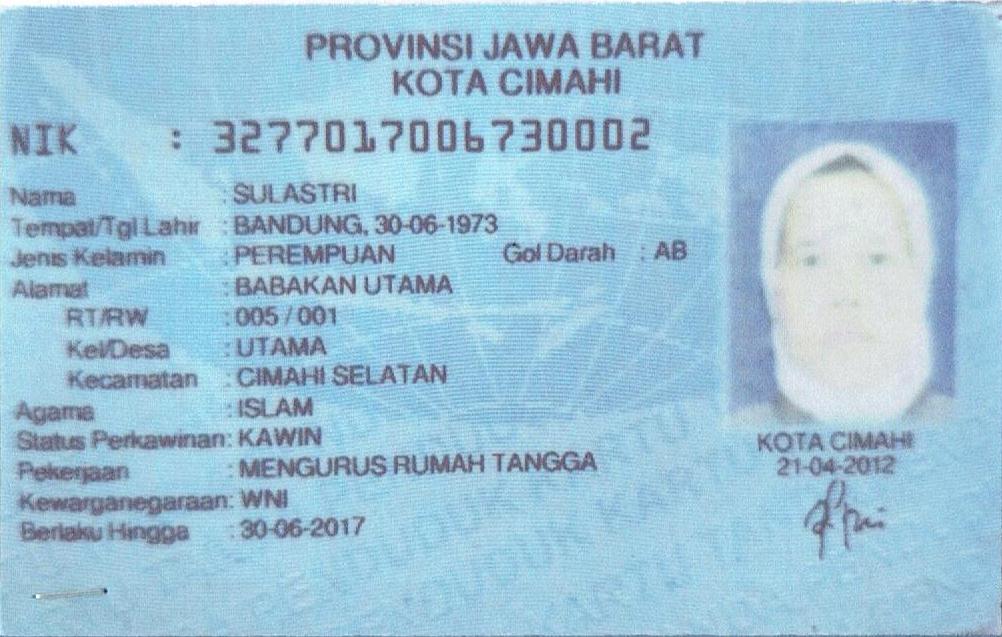 PROVINSI JAWA BARAT
KOTA CIMAHI
NIK : 3277017006730002
Nama : SULASTRI
Tempat/Tgl Lahir : BANDUNG, 30-06-1973
Jenis Kelamin : PEREMPUAN Gol Darah : AB
Alamat : BABAKAN UTAMA
RT/RW : 005 / 001
Kel/Desa : UTAMA
Kecamatan : CIMAHI SELATAN
Agama : ISLAM
Status Perkawinan: KAWIN
Pekerjaan : MENGURUS RUMAH TANGGA
Kewarganegaraan: WNI
Berlaku Hingga : 30-06-2017
KOTA CIMAHI
21-04-2012